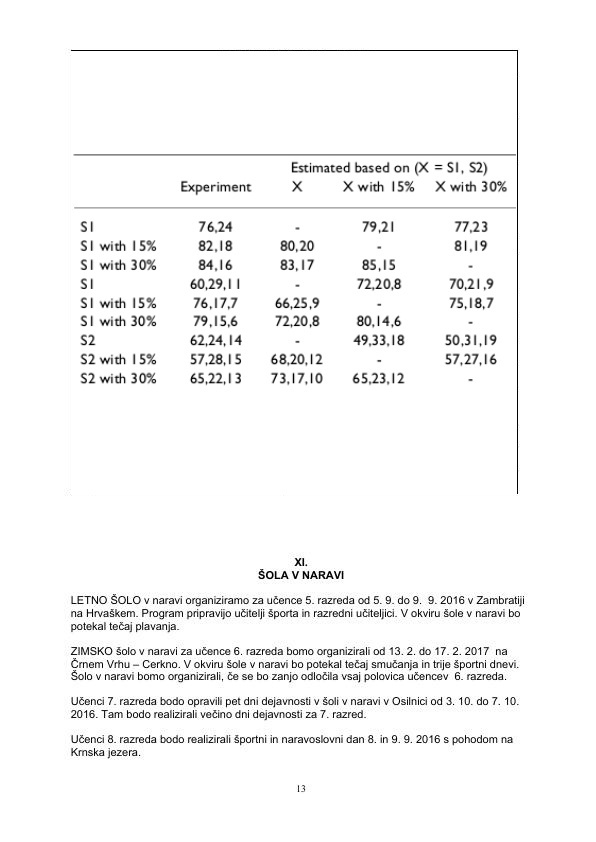 Estimated based on (X = S1, S2)
Experiment X X with 15% X with 30%
S1 76,24 - 79,21 77,23
S1 with 15% 82,18 80,20 - 81,19
S1 with 30% 84,16 83,17 85,15 -
S1 60,29,11 - 72,20,8 70,21,9
S1 with 15% 76,17,7 66,25,9 - 75,18,7
S1 with 30% 79,15,6 72,20,8 80,14,6 -
S2 62,24,14 - 49,33,18 50,31,19
S2 with 15% 57,28,15 68,20,12 - 57,27,16
S2 with 30% 65,22,13 73,17,10 65,23,12 -
XI.
ŠOLA V NARAVI
LETNO ŠOLO v naravi organiziramo za učence 5. razreda od 5. 9. do 9. 9. 2016 v Zambratiji
na Hrvaškem. Program pripravijo učitelji športa in razredni učiteljici. V okviru šole v naravi bo
potekal tečaj plavanja.
ZIMSKO šolo v naravi za učence 6. razreda bomo organizirali od 13. 2. do 17. 2. 2017 na
Črnem Vrhu – Cerkno. V okviru šole v naravi bo potekal tečaj smučanja in trije športni dnevi.
Šolo v naravi bomo organizirali, če se bo zanjo odločila vsaj polovica učencev 6. razreda.
Učenci 7. razreda bodo opravili pet dni dejavnosti v šoli v naravi v Osilnici od 3. 10. do 7. 10.
2016. Tam bodo realizirali večino dni dejavnosti za 7. razred.
Učenci 8. razreda bodo realizirali športni in naravoslovni dan 8. in 9. 9. 2016 s pohodom na
Krnska jezera.
13